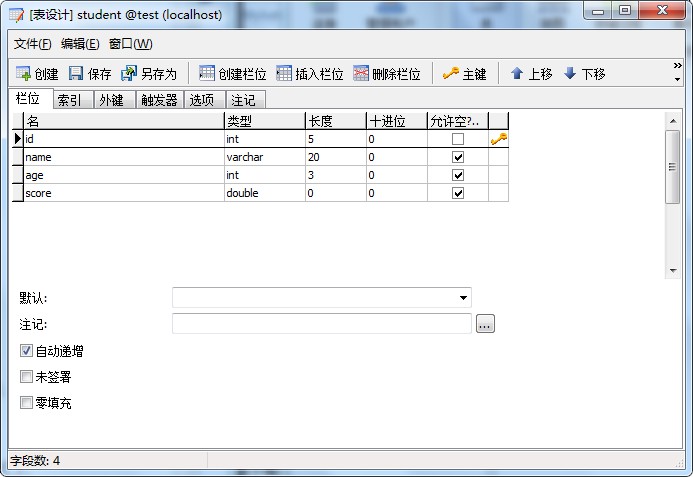 [表设计] student @test (localhost)
文件(F) 编辑(E) 窗口(W)
创建 保存 另存为 创建栏位 插入栏位 删除栏位 主键 上移 下移
栏位 索引 外键 触发器 选项 注记
名 类型 长度 十进位 允许空?..
id int 5 0
name varchar 20 0
age int 3 0
score double 0 0
默认:
注记:
...
自动递增
未签署
零填充
字段数: 4